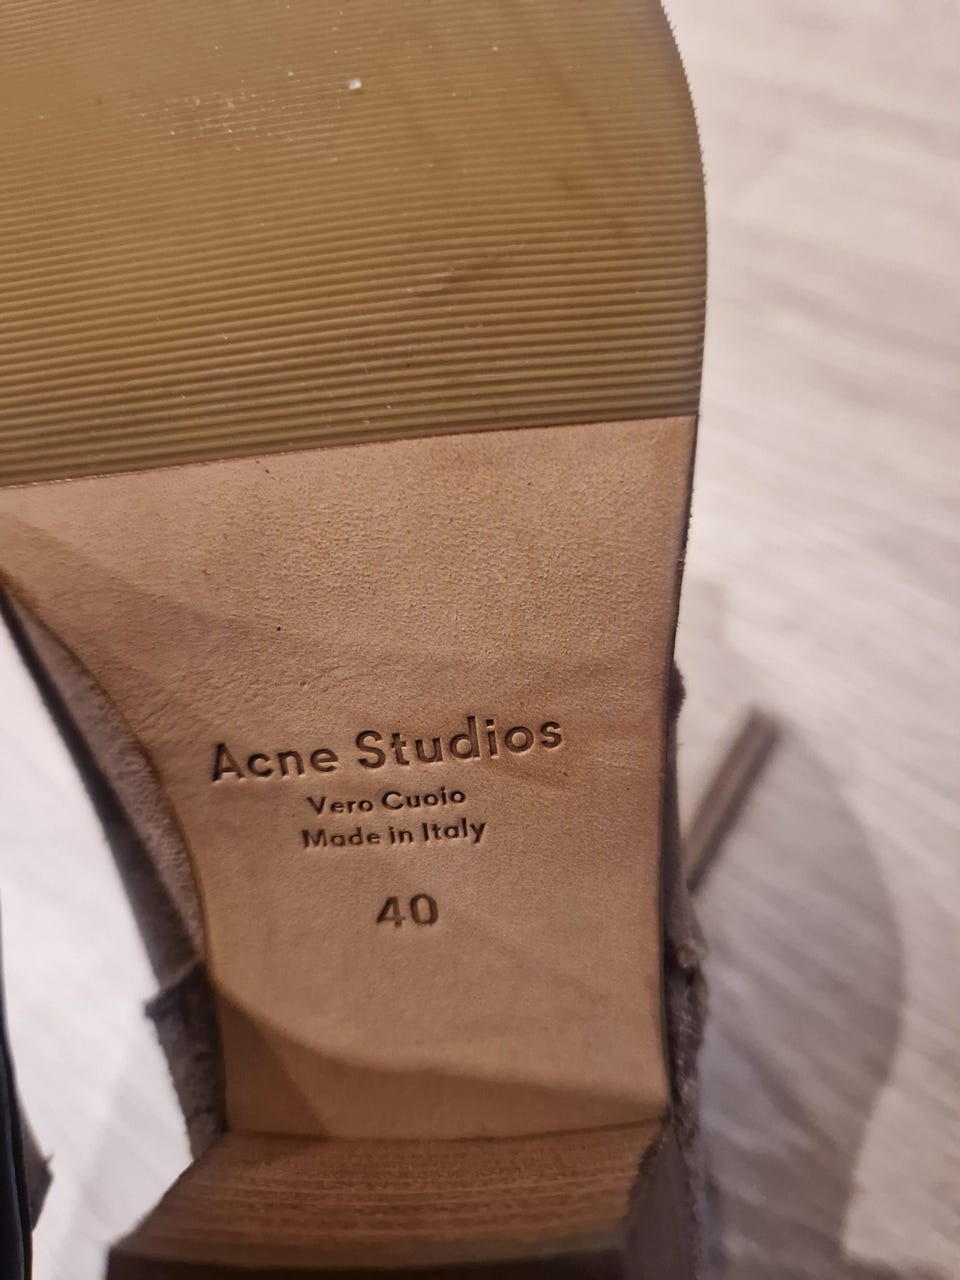 Acne Studios
Vero Cuoio
Made in Italy
40